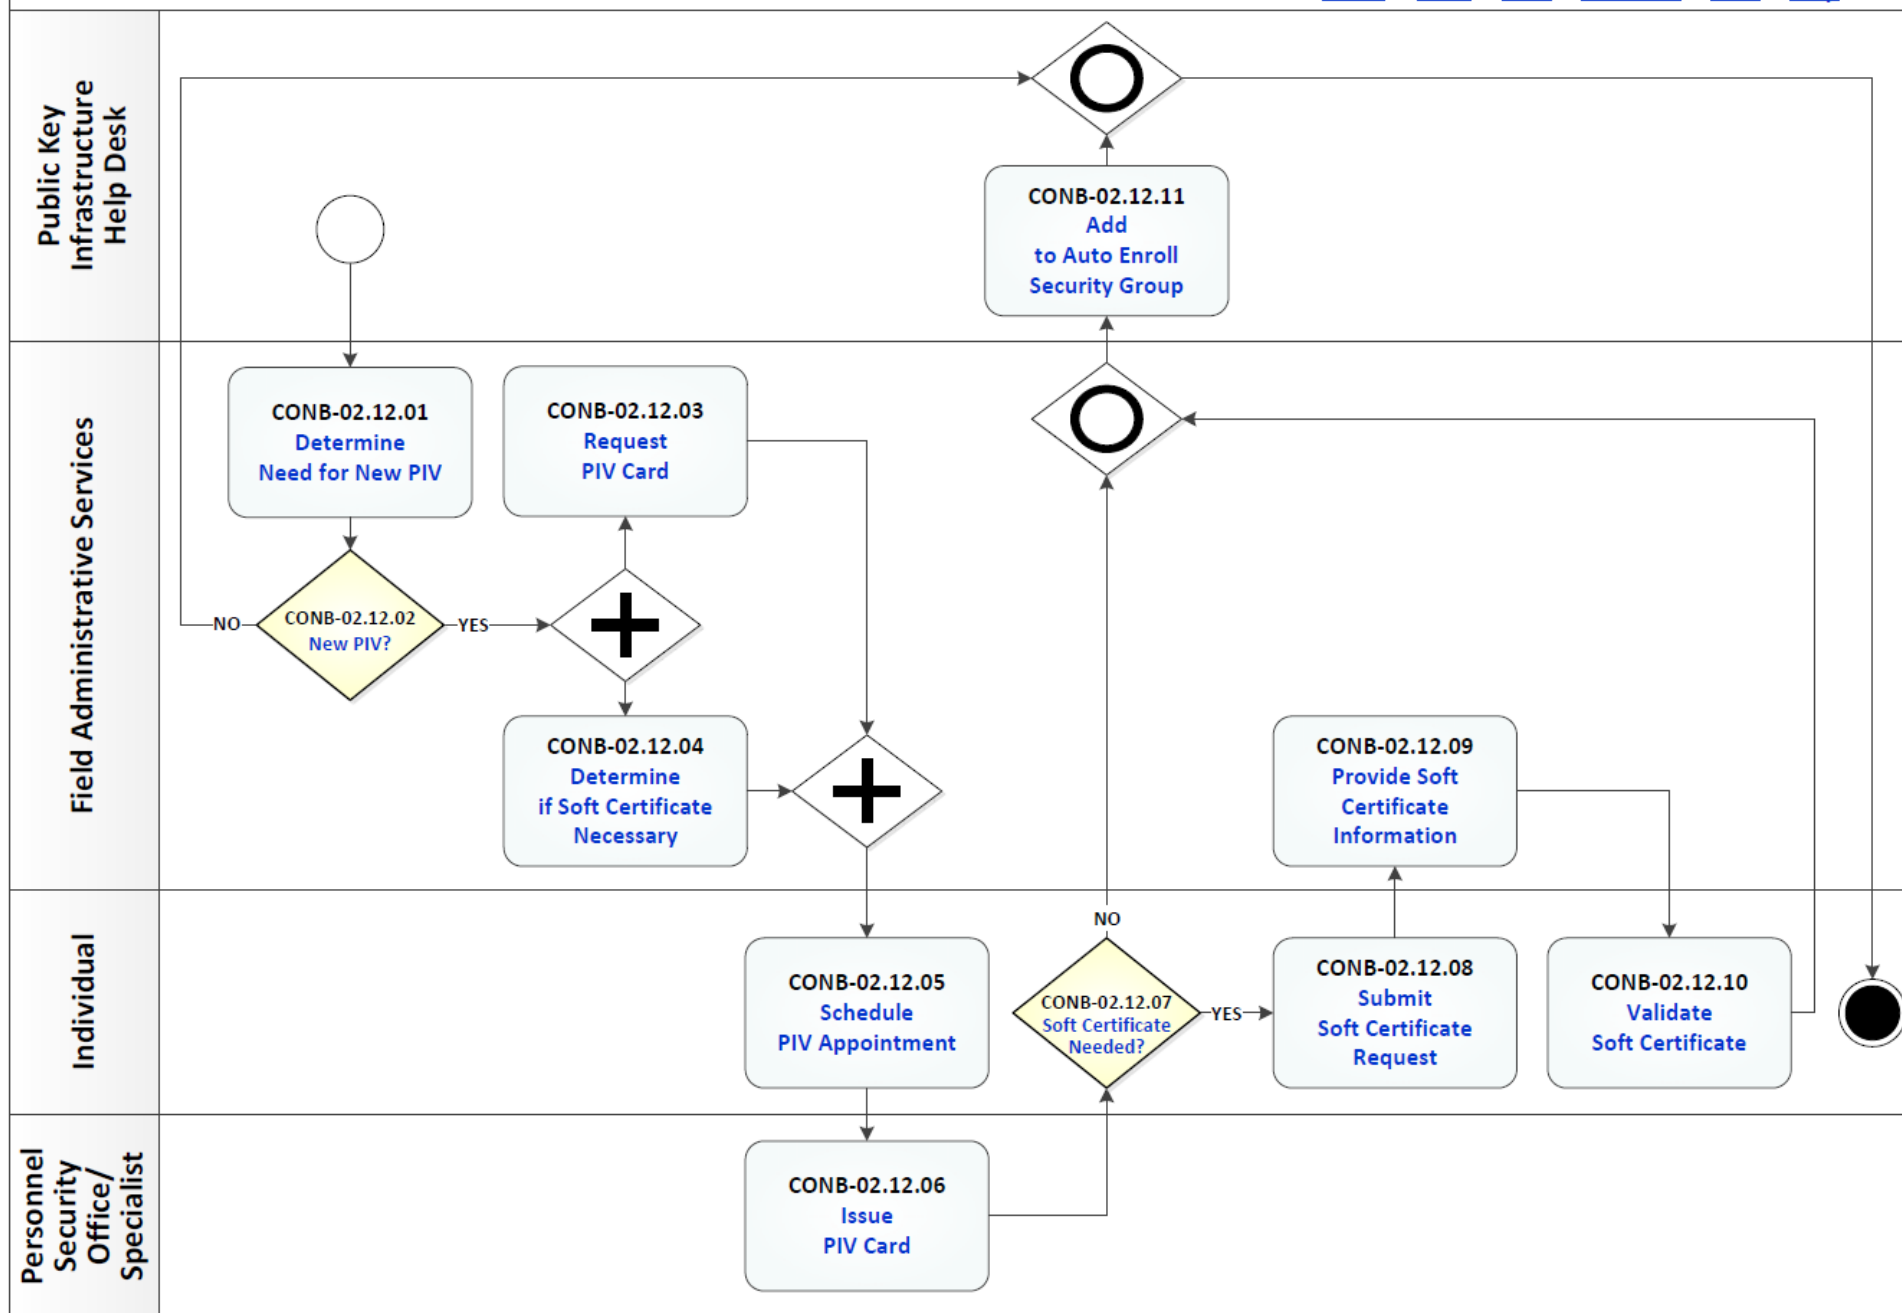 Public Key
Infrastructure
Help Desk
CONB-02.12.11
Add
to Auto Enroll
Security Group
Field Administrative Services
CONB-02.12.01
Determine
Need for New PIV
CONB-02.12.03
Request
PIV Card
NO
CONB-02.12.02
New PIV?
YES
CONB-02.12.04
Determine
if Soft Certificate
Necessary
CONB-02.12.09
Provide Soft
Certificate
Information
Individual
CONB-02.12.05
Schedule
PIV Appointment
NO
CONB-02.12.07
Soft Certificate
Needed?
YES
CONB-02.12.08
Submit
Soft Certificate
Request
CONB-02.12.10
Validate
Soft Certificate
Personnel
Security
Office/
Specialist
CONB-02.12.06
Issue
PIV Card